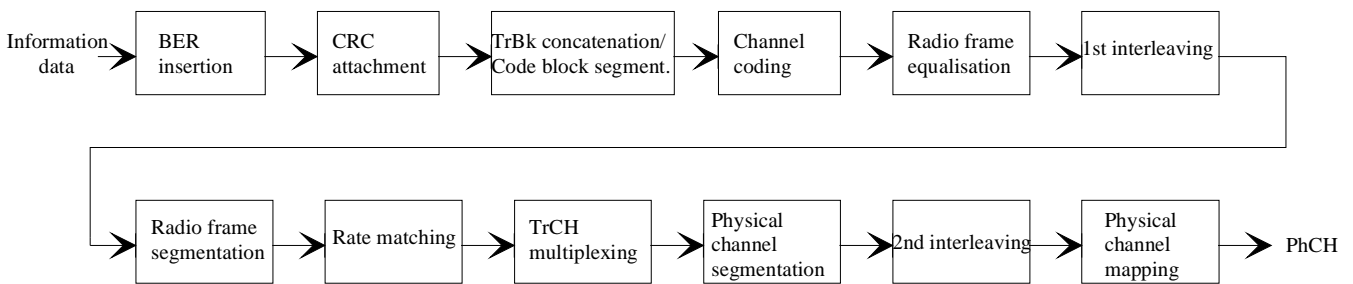 Information
data
BER
insertion
CRC
attachment
TrBk concatenation/
Code block segment.
Channel
coding
Radio frame
equalisation
1st interleaving
Radio frame
segmentation
Rate matching
TrCH
multiplexing
Physical
channel
segmentation
2nd interleaving
Physical
channel
mapping
PhCH